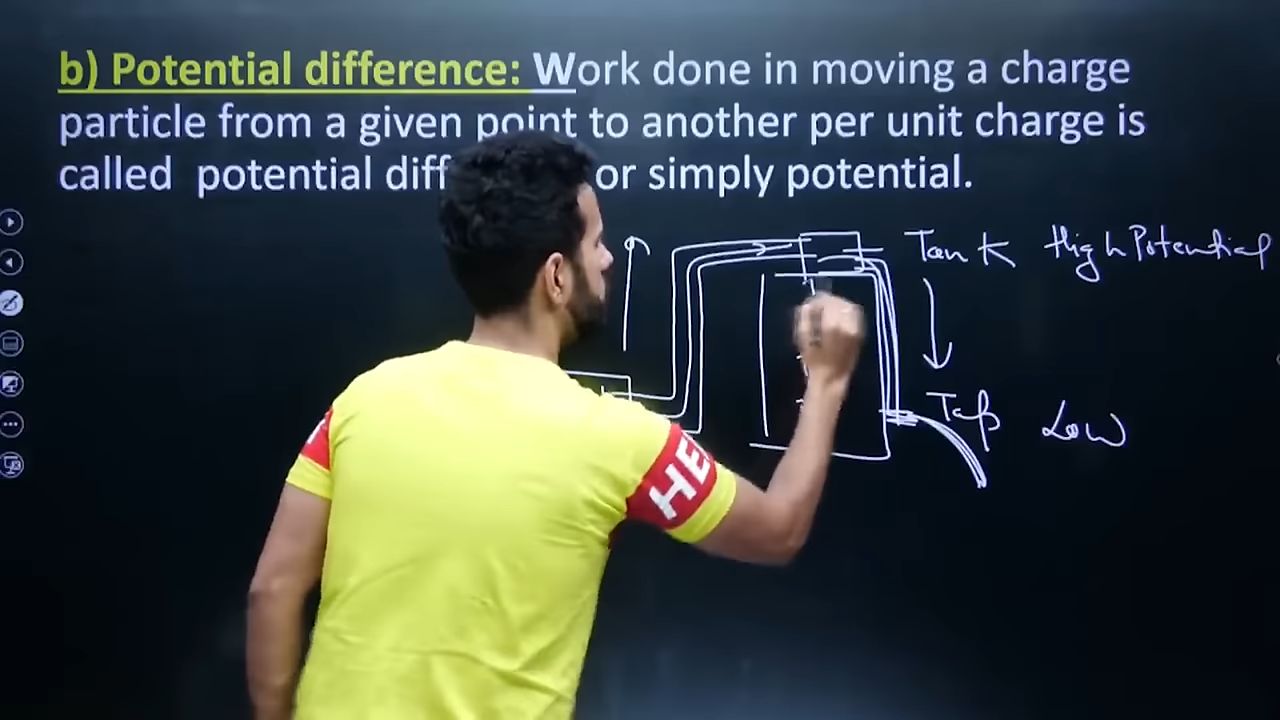 b) Potential difference: Work done in moving a charge
particle from a given point to another per unit charge is
called potential diff or simply potential.
Tank High Potential
Tap Low
HE